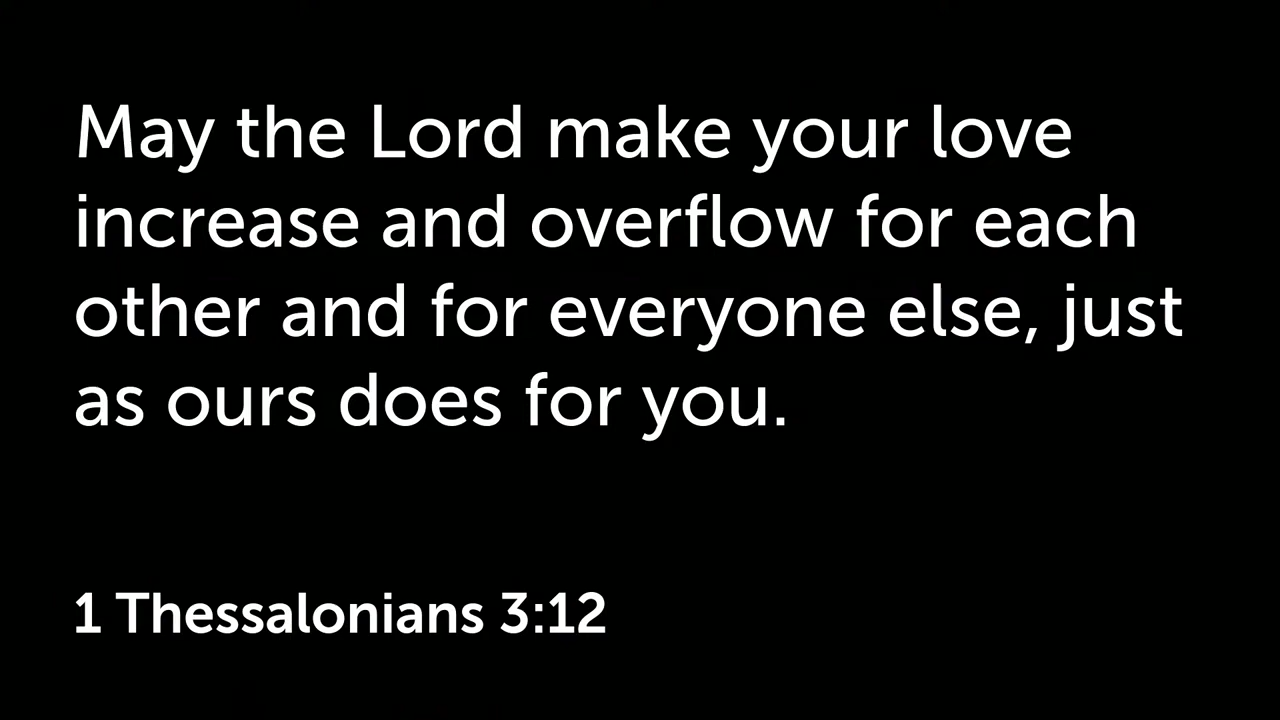 May the Lord make your love
increase and overflow for each
other and for everyone else, just
as ours does for you.
1 Thessalonians 3:12